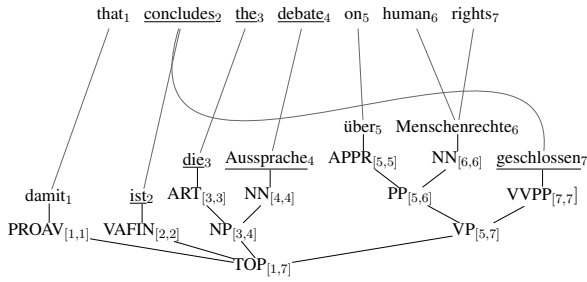 that1 concludes2 the3 debate4 on5 human6 rights7
über5 Menschenrechte6
die3 Aussprache4 APPR[5,5] NN[6,6] geschlossen7
damit1 ist2 ART[3,3] NN[4,4] PP[5,6] VVPP[7,7]
PROAV[1,1] VAFIN[2,2] NP[3,4] VP[5,7]
TOP[1,7]